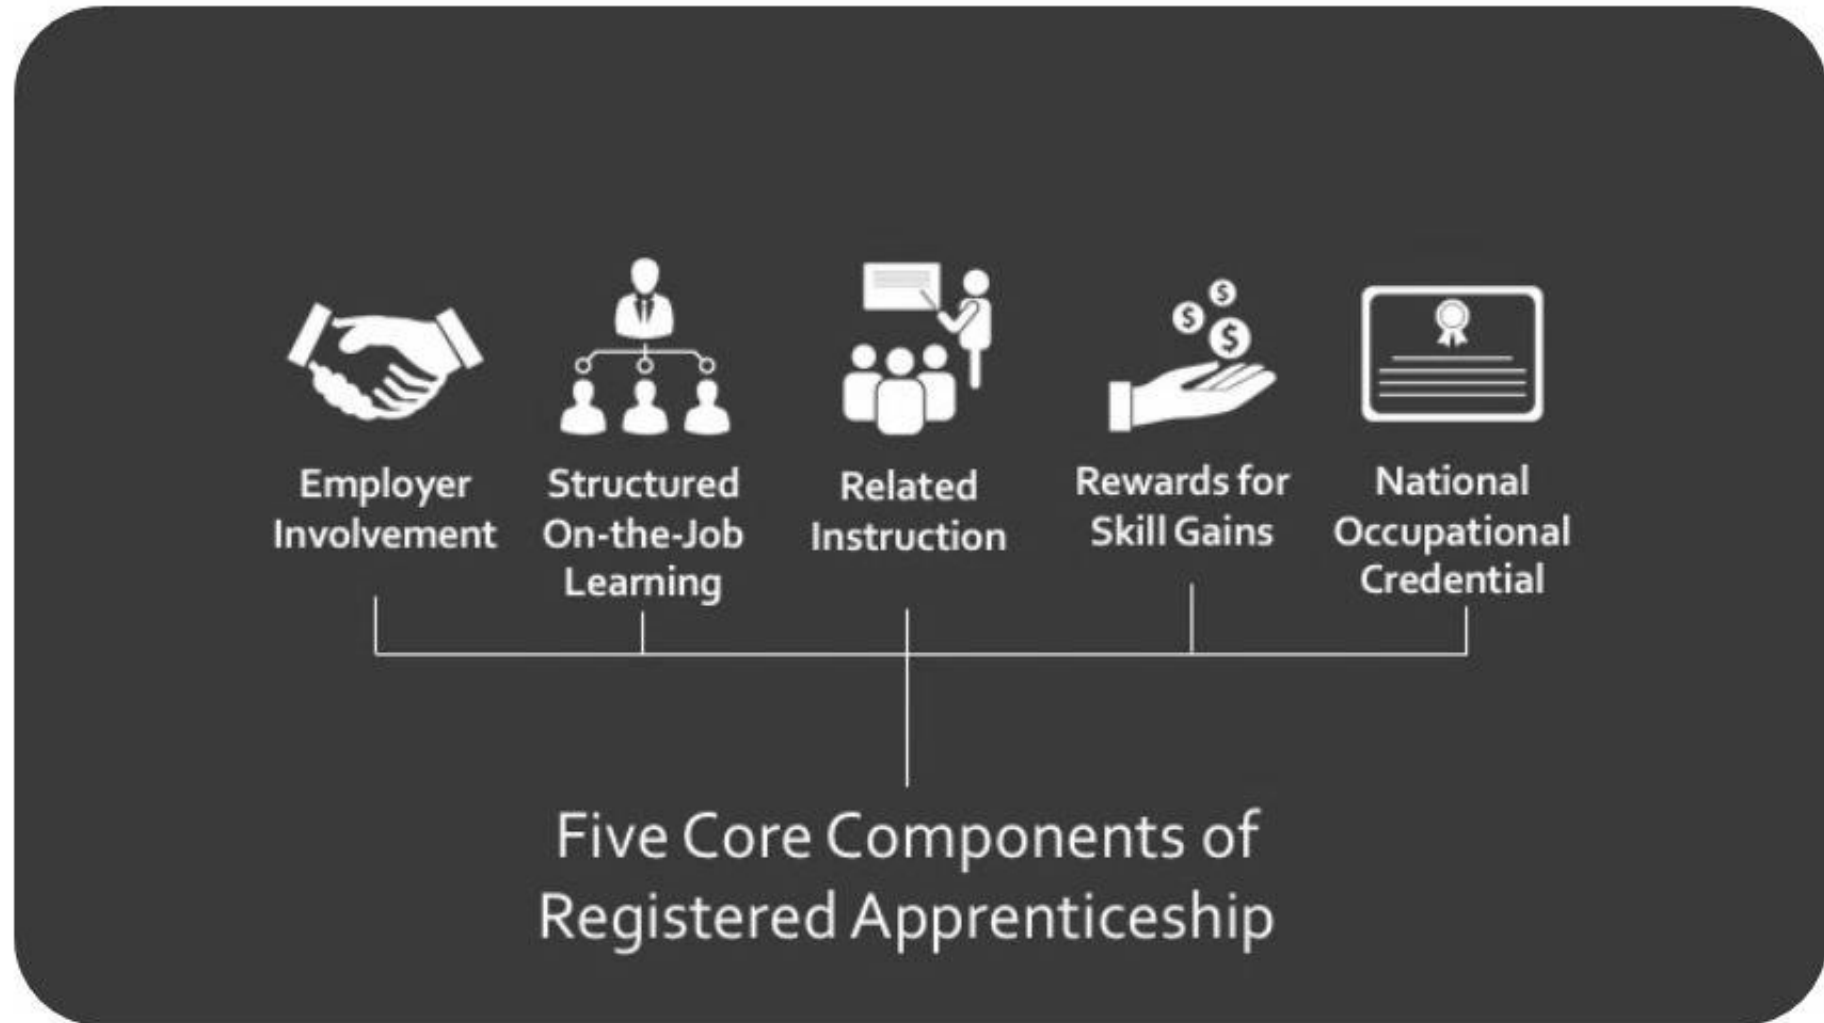 Employer
Involvement
Structured
On-the-Job
Learning
Related
Instruction
Rewards for
Skill Gains
National
Occupational
Credential
$
$
$
Five Core Components of
Registered Apprenticeship